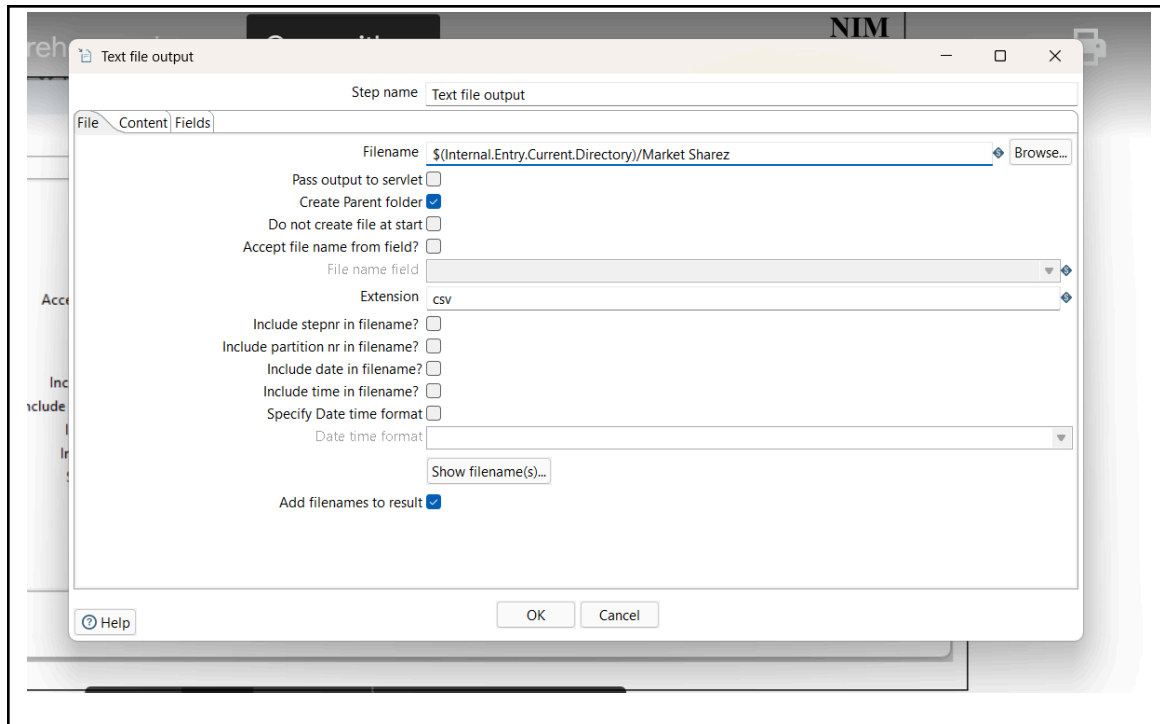 NIM
reh
Text file output
Step name Text file output
File Content Fields
Filename $(Internal.Entry.Current.Directory)/Market Sharez Browse...
Pass output to servlet
Create Parent folder
Do not create file at start
Accept file name from field?
File name field
Acce
Extension csv
Include stepnr in filename?
Include partition nr in filename?
Include date in filename?
Inc
Include time in filename?
nclude
Specify Date time format
Date time format
Show filename(s)...
Add filenames to result
OK Cancel
Help